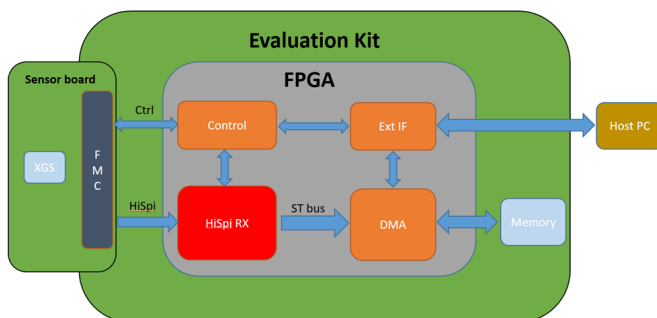 Evaluation Kit
Sensor board
FPGA
Ctrl
Control
Ext IF
Host PC
XGS
F
M
C
HiSpi
HiSpi RX
ST bus
DMA
Memory